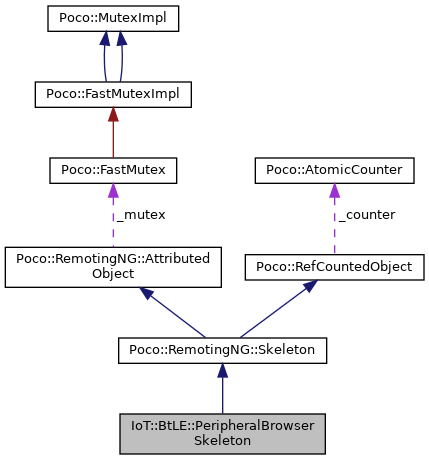 Poco::MutexImpl
Poco::FastMutexImpl
Poco::FastMutex
Poco::AtomicCounter
_mutex
_counter
Poco::RemotingNG::Attributed
Object
Poco::RefCountedObject
Poco::RemotingNG::Skeleton
IoT::BtLE::PeripheralBrowser
Skeleton